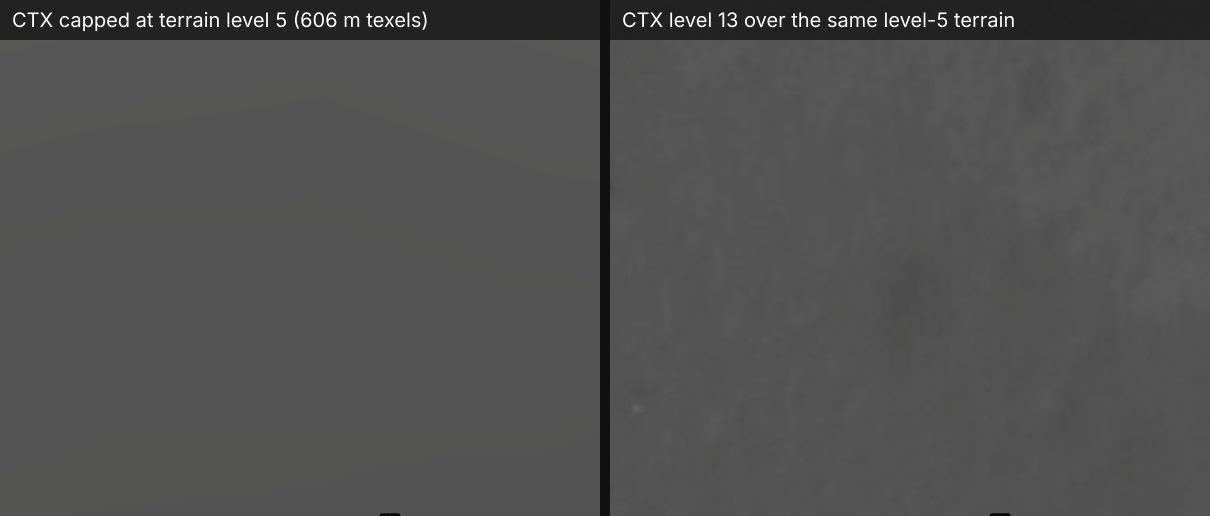 CTX capped at terrain level 5 (606 m texels)
CTX level 13 over the same level-5 terrain